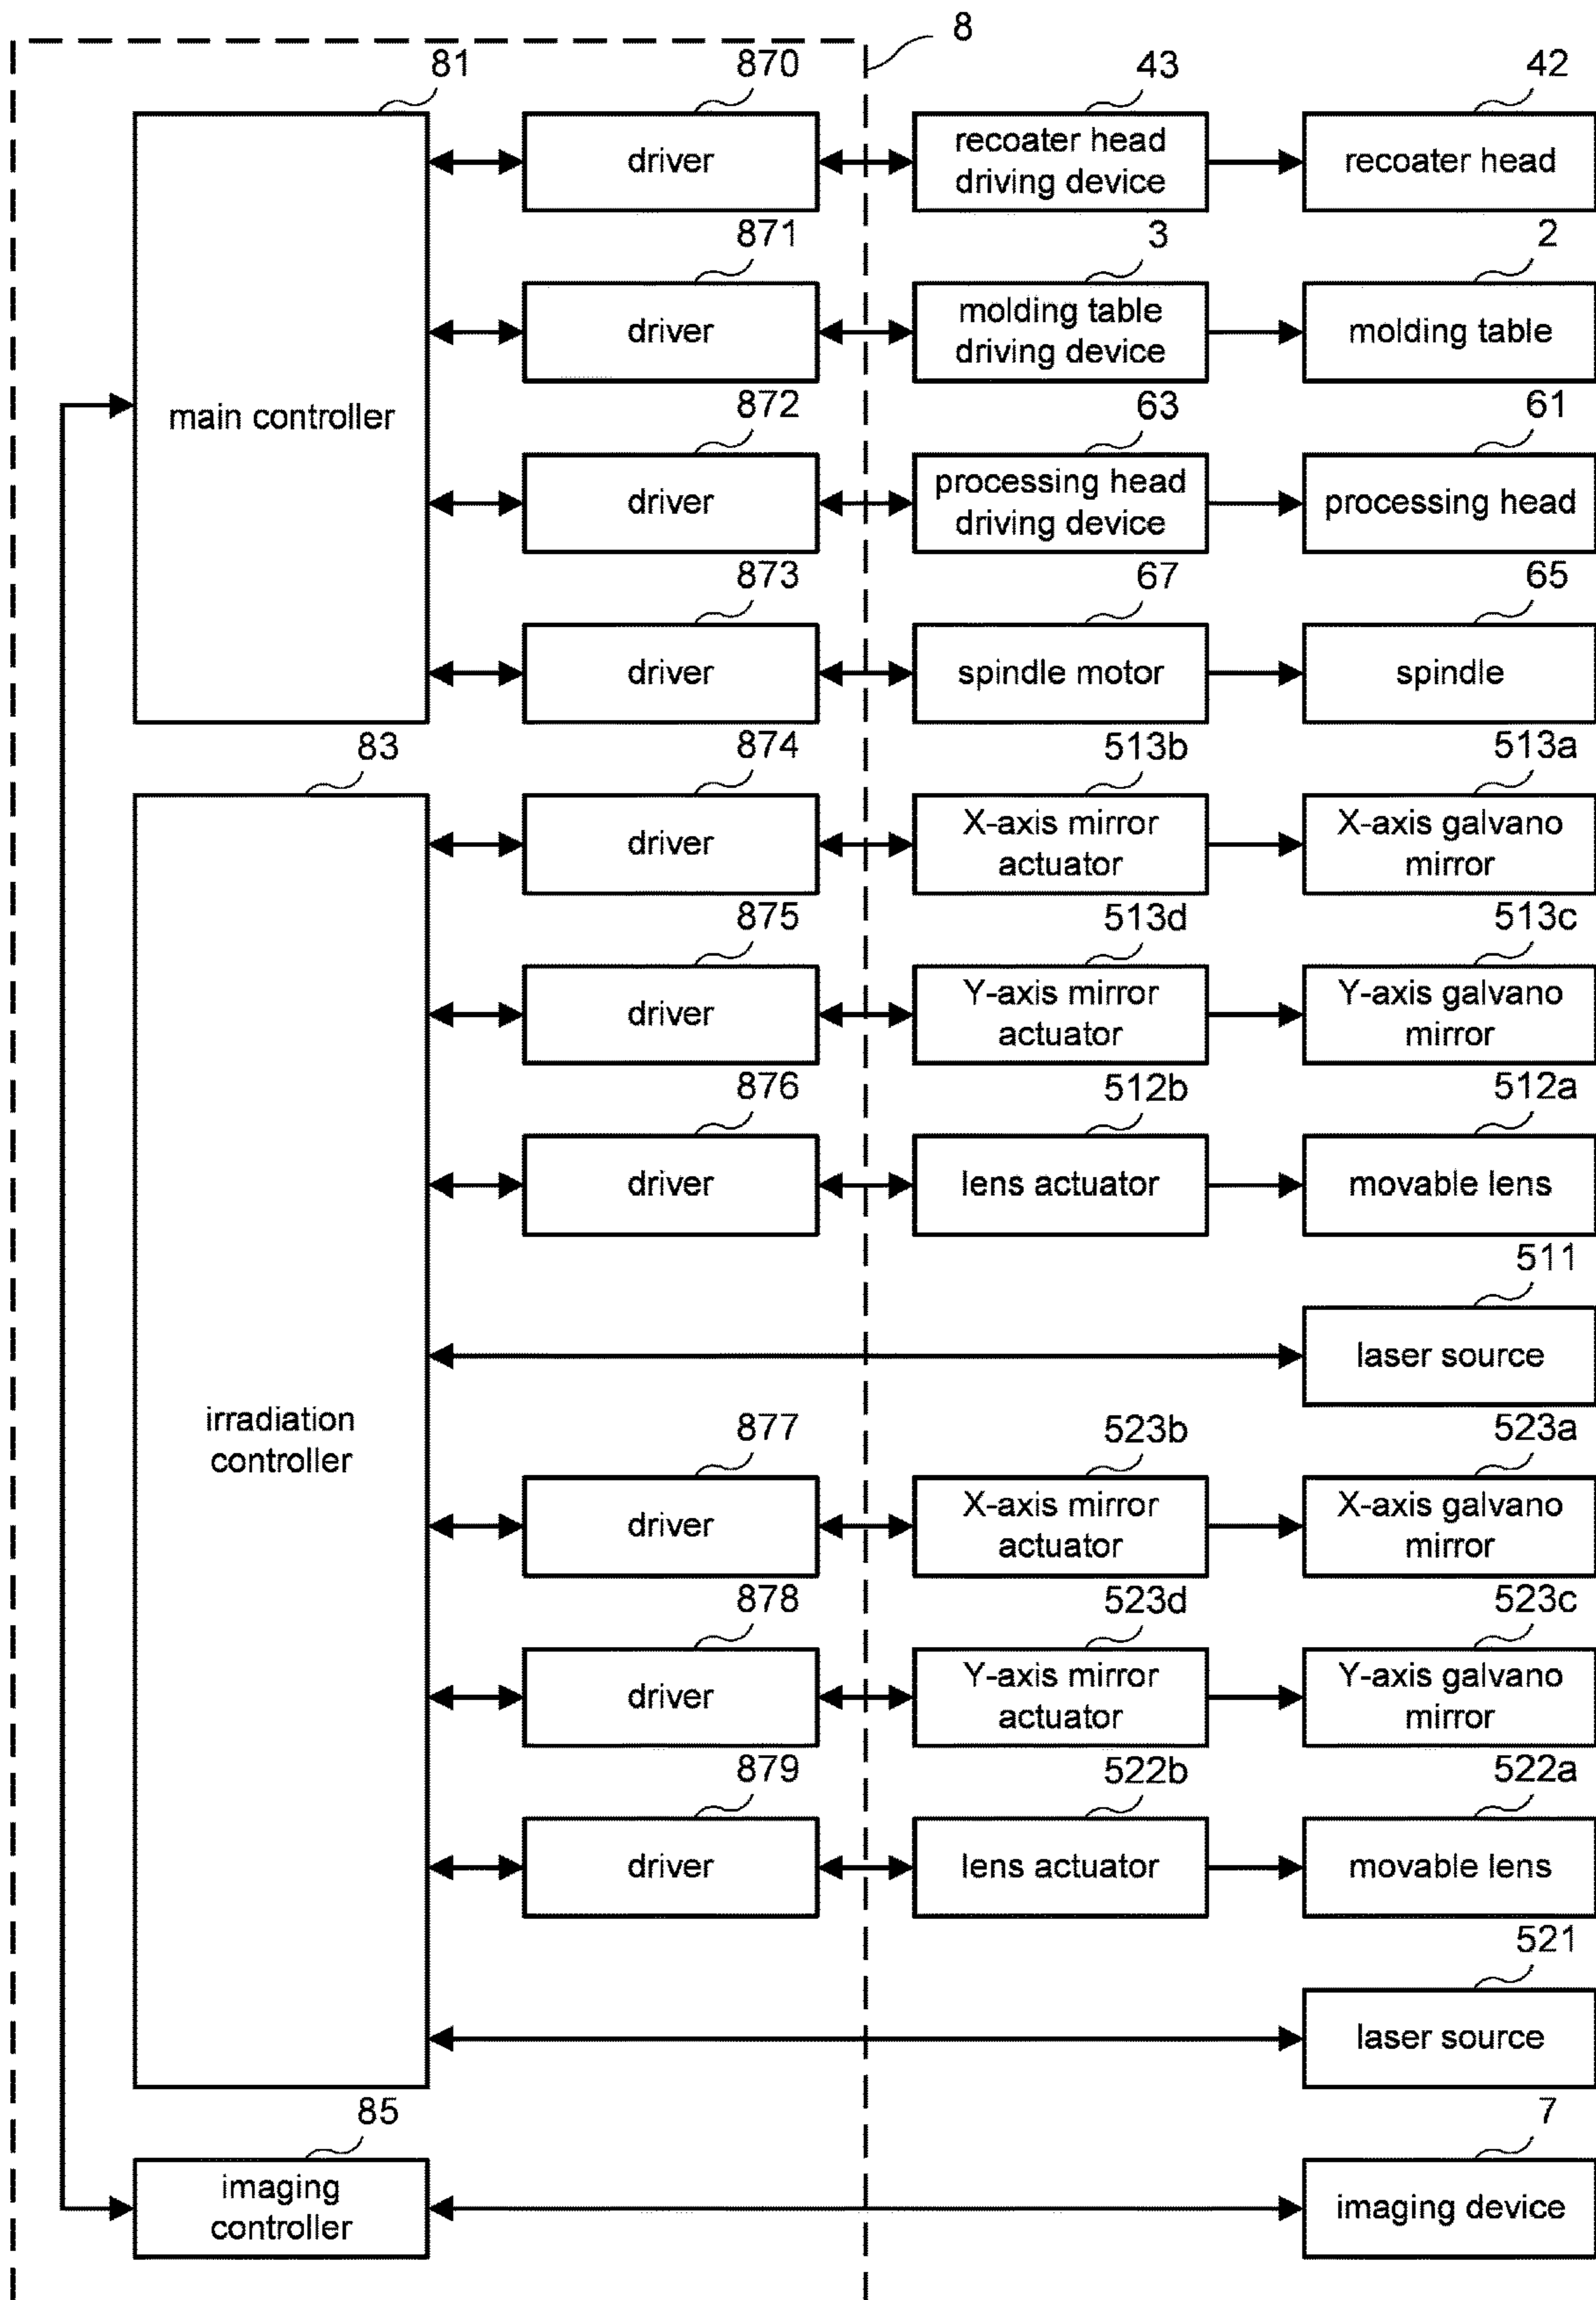 8
81
870
43
42
driver
recoater head
driving device
recoater head
871
3
2
driver
molding table
driving device
molding table
main controller
872
63
61
driver
processing head
driving device
processing head
873
67
65
driver
spindle motor
spindle
83
874
513b
513a
driver
X-axis mirror
actuator
X-axis galvano
mirror
875
513d
513c
driver
Y-axis mirror
actuator
Y-axis galvano
mirror
876
512b
512a
driver
lens actuator
movable lens
511
laser source
irradiation
controller
877
523b
523a
driver
X-axis mirror
actuator
X-axis galvano
mirror
878
523d
523c
driver
Y-axis mirror
actuator
Y-axis galvano
mirror
879
522b
522a
driver
lens actuator
movable lens
521
laser source
85
7
imaging
controller
imaging device